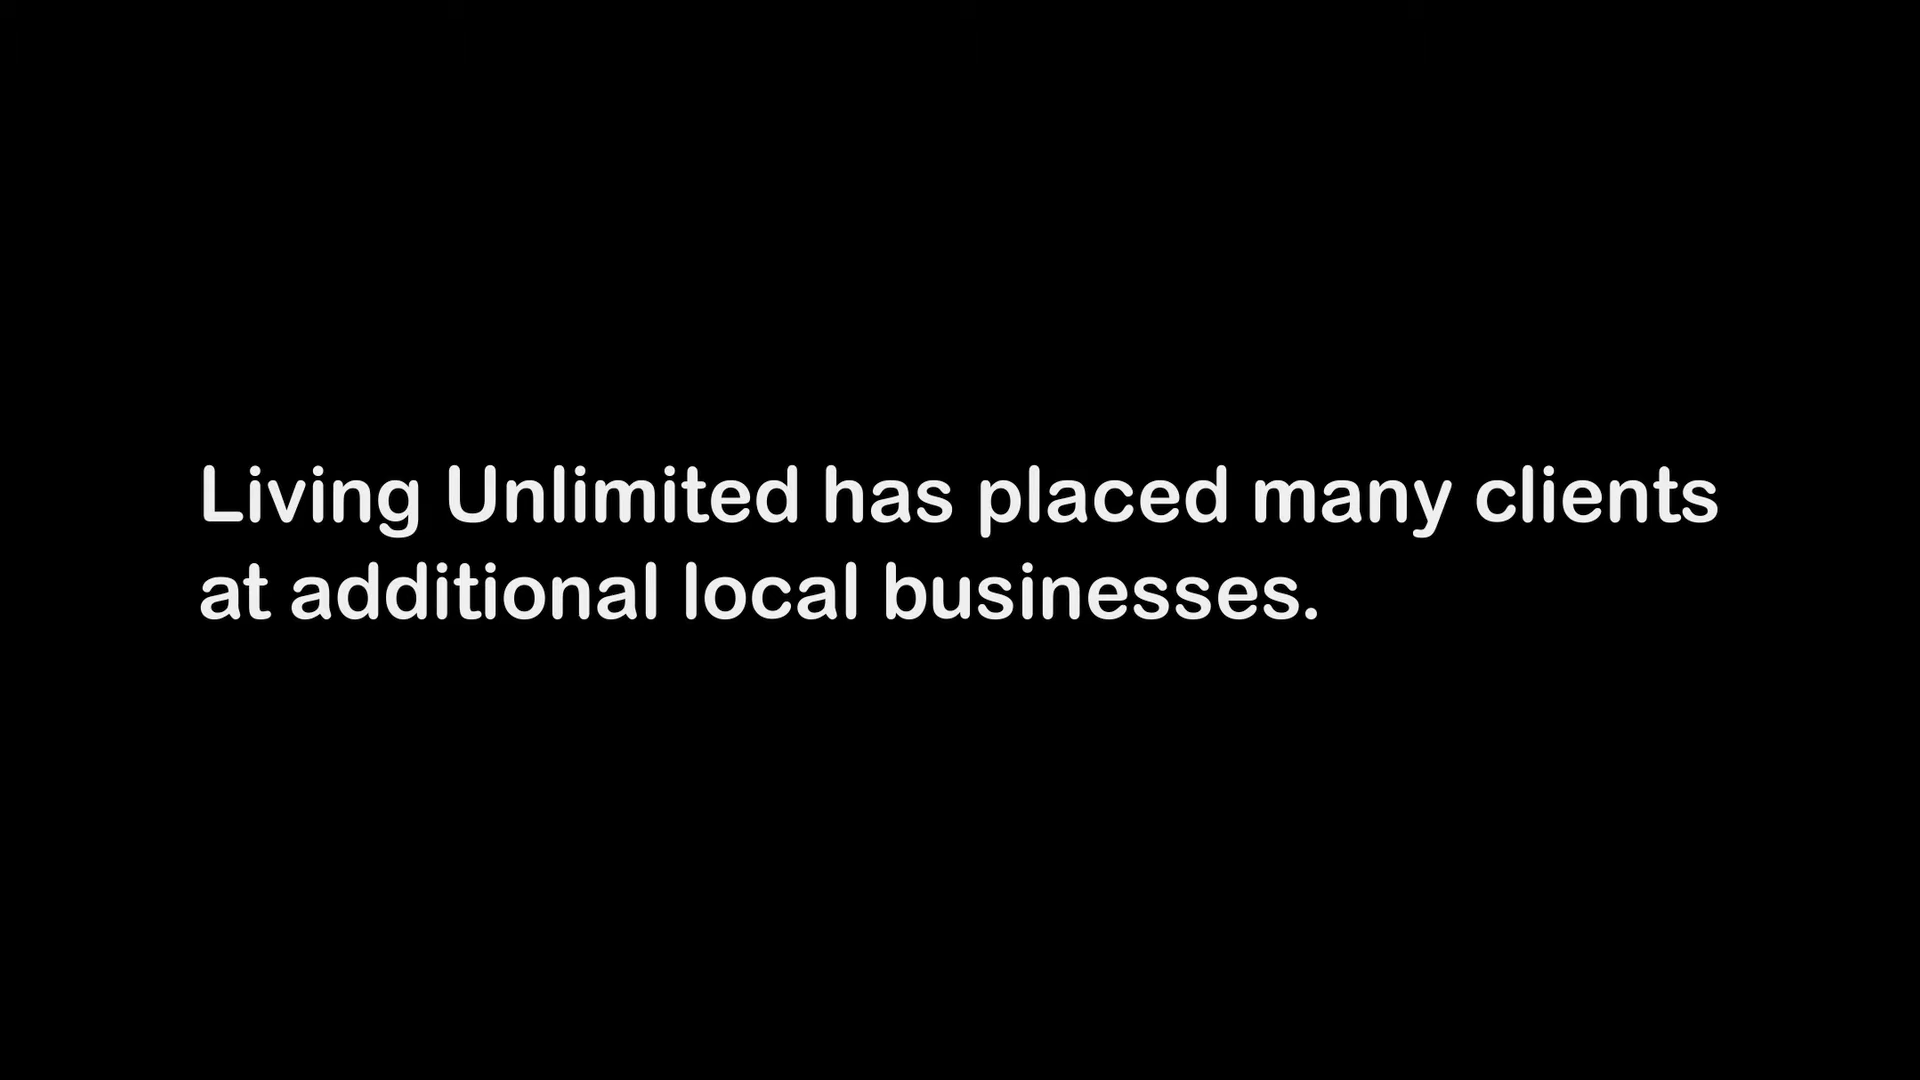 Living Unlimited has placed many clients
at additional local businesses.